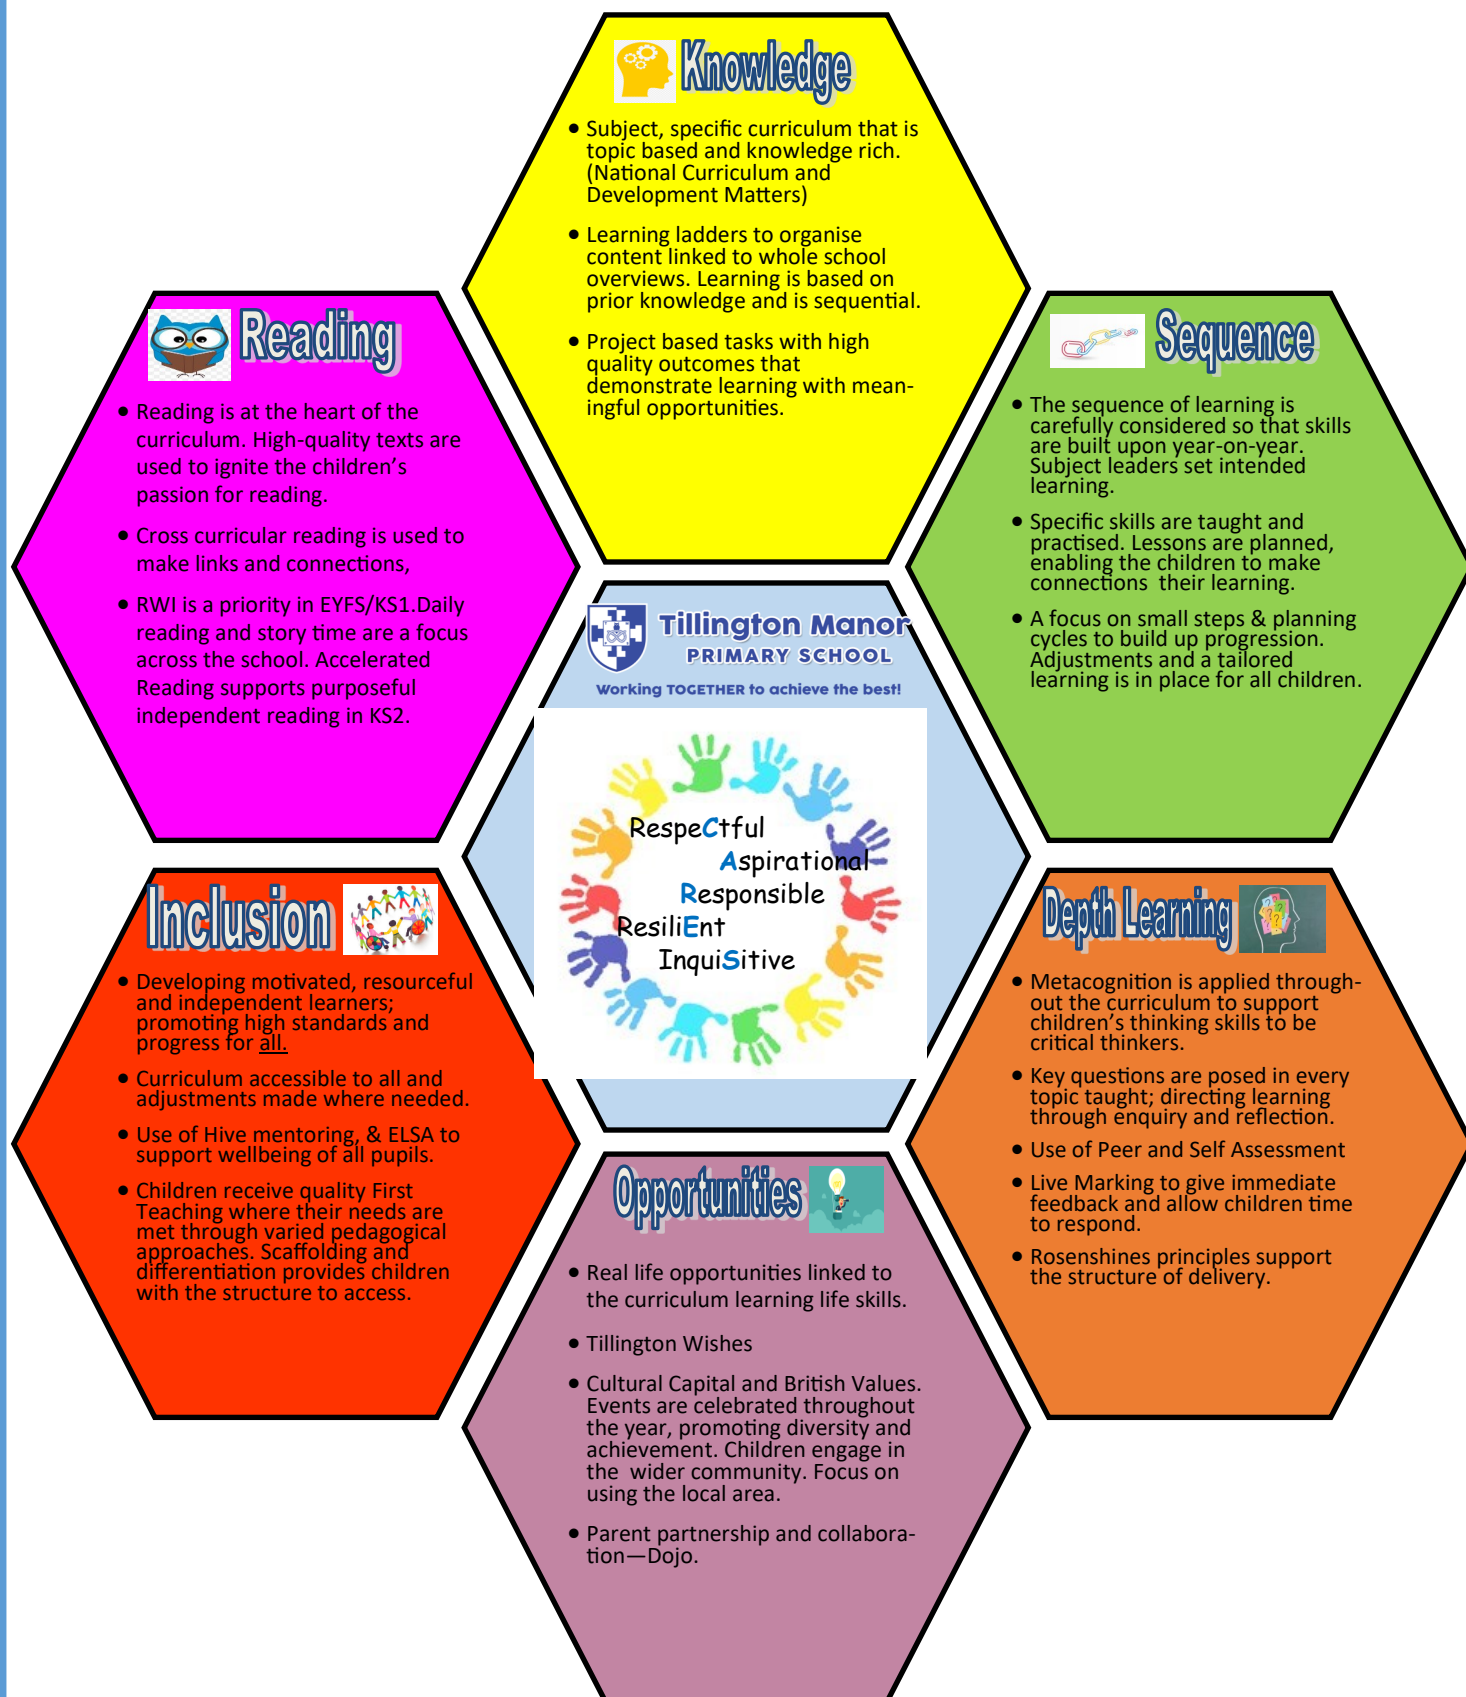 Knowledge
• Subject, specific curriculum that is
topic based and knowledge rich.
(National Curriculum and
Development Matters)
• Learning ladders to organise
content linked to whole school
overviews. Learning is based on
prior knowledge and is sequential.
• Project based tasks with high
quality outcomes that
demonstrate learning with mean-
ingful opportunities.
Reading
• Reading is at the heart of the
curriculum. High-quality texts are
used to ignite the children’s
passion for reading.
• Cross curricular reading is used to
make links and connections,
• RWI is a priority in EYFS/KS1.Daily
reading and story time are a focus
across the school. Accelerated
Reading supports purposeful
independent reading in KS2.
Sequence
• The sequence of learning is
carefully considered so that skills
are built upon year-on-year.
Subject leaders set intended
learning.
• Specific skills are taught and
practised. Lessons are planned,
enabling the children to make
connections  their learning.
• A focus on small steps & planning
cycles to build up progression.
Adjustments and a tailored
learning is in place for all children.
Tillington Manor
PRIMARY SCHOOL
Working TOGETHER to achieve the best!
RespeCtful
Aspirational
Responsible
ResiliEnt
InquiSitive
Inclusion
• Developing motivated, resourceful
and independent learners;
promoting high standards and
progress for all.
• Curriculum accessible to all and
adjustments made where needed.
• Use of Hive mentoring, & ELSA to
support wellbeing of all pupils.
• Children receive quality First
Teaching where their needs are
met through varied pedagogical
approaches. Scaffolding and
differentiation provides children
with the structure to access.
Depth Learning
• Metacognition is applied through-
out the curriculum to support
children’s thinking skills to be
critical thinkers.
• Key questions are posed in every
topic taught; directing learning
through enquiry and reflection.
• Use of Peer and Self Assessment
• Live Marking to give immediate
feedback and allow children time
to respond.
• Rosenshines principles support
the structure of delivery.
Opportunities
• Real life opportunities linked to
the curriculum learning life skills.
• Tillington Wishes
• Cultural Capital and British Values.
Events are celebrated throughout
the year, promoting diversity and
achievement. Children engage in
the  wider community. Focus on
using the local area.
• Parent partnership and collabora-
tion—Dojo.